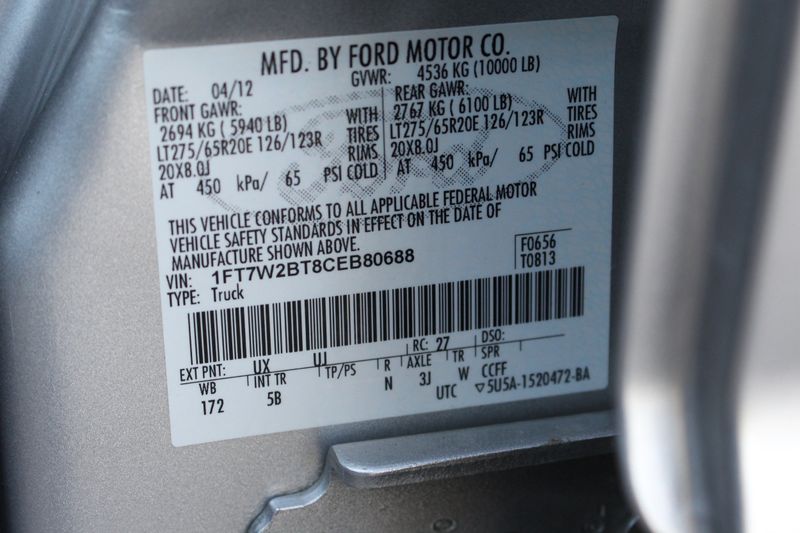 MFD. BY FORD MOTOR CO.
DATE: 04/12 GVWR: 4536 KG (10000 LB)
FRONT GAWR: REAR GAWR:
2694 KG ( 5940 LB) WITH 2767 KG ( 6100 LB) WITH
LT275/65R20E 126/123R TIRES LT275/65R20E 126/123R TIRES
20X8.0J RIMS 20X8.0J RIMS
AT 450 kPa/ 65 PSI COLD AT 450 kPa/ 65 PSI COLD
THIS VEHICLE CONFORMS TO ALL APPLICABLE FEDERAL MOTOR
VEHICLE SAFETY STANDARDS IN EFFECT ON THE DATE OF
MANUFACTURE SHOWN ABOVE.
VIN: 1FT7W2BT8CEB80688 F0656
TYPE: Truck T0813
EXT PNT: UX UJ RC: 27 DSO:
WB INT TR TP/PS R AXLE TR SPR
172 5B N 3J W CCFF
UTC ▽5U5A-1520472-BA
Ford